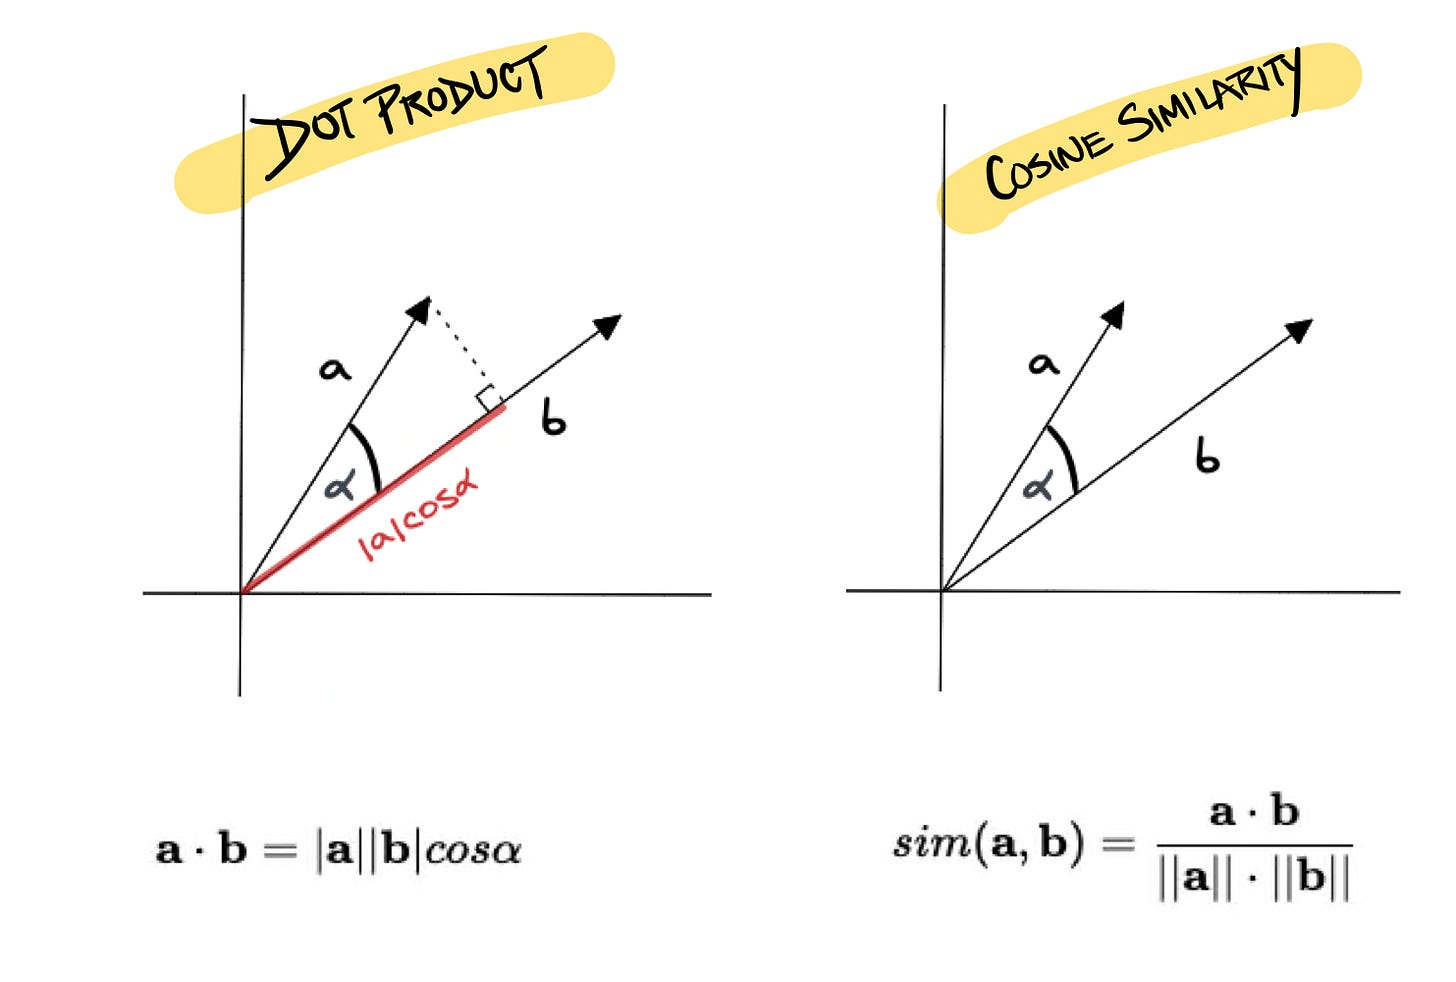 DOT PRODUCT
a
b
α
|a|cosα
a · b = |a||b|cosα
COSINE SIMILARITY
a
b
α
sim(a, b) = a · b / ||a|| · ||b||